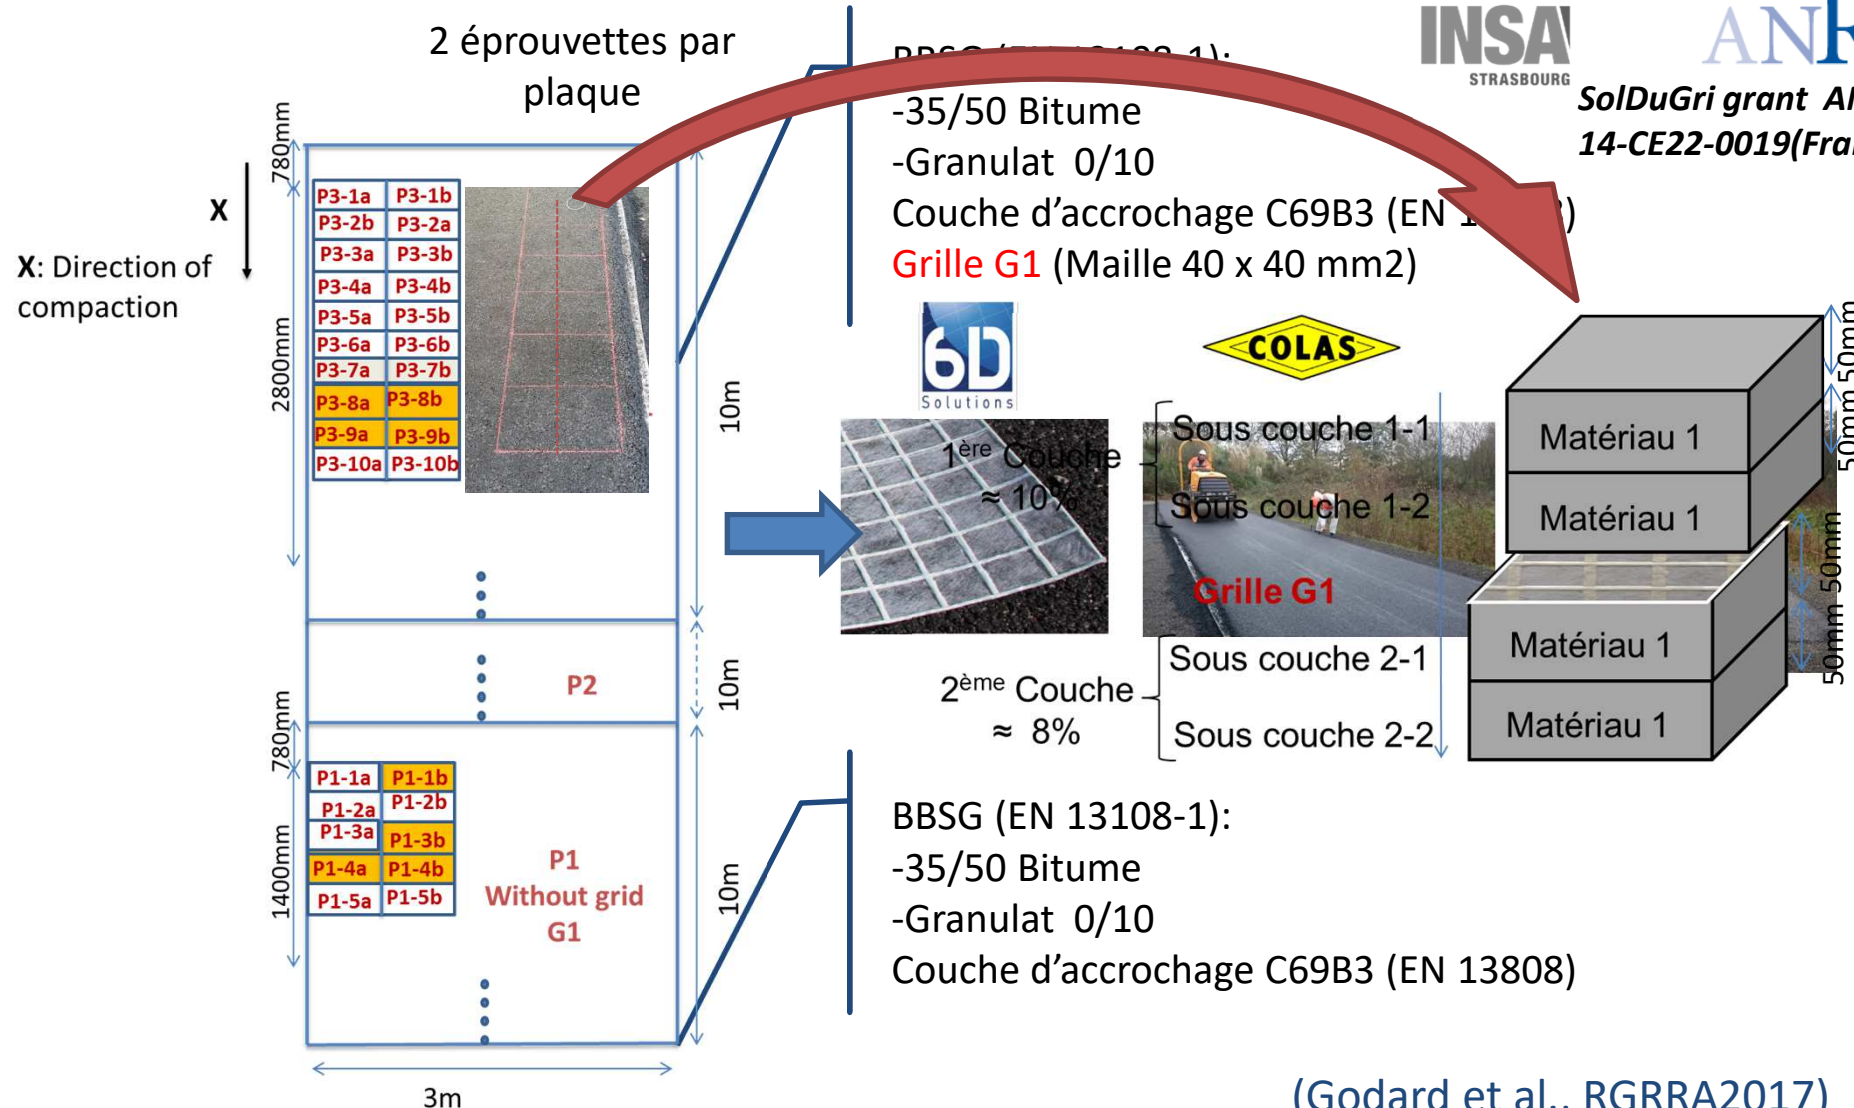 2 éprouvettes par
plaque
INSA
STRASBOURG
SolDuGri grant
14-CE22-0019(Fra
-35/50 Bitume
-Granulat 0/10
Couche d'accrochage C69B3 (EN
Grille G1 (Maille 40 x 40 mm2)
X
X: Direction of
compaction
780mm
2800mm
10m
P3-1a P3-1b
P3-2b P3-2a
P3-3a P3-3b
P3-4a P3-4b
P3-5a P3-5b
P3-6a P3-6b
P3-7a P3-7b
P3-8a P3-8b
P3-9a P3-9b
P3-10a P3-10b
6D
Solutions
COLAS
1ère Couche
≈ 10%
Sous couche 1-1
Sous couche 1-2
Grille G1
2ème Couche
≈ 8%
Sous couche 2-1
Sous couche 2-2
Matériau 1
Matériau 1
Matériau 1
Matériau 1
50mm
50mm
50mm
50mm
P2
10m
780mm
1400mm
10m
P1-1a P1-1b
P1-2a P1-2b
P1-3a P1-3b
P1-4a P1-4b
P1-5a P1-5b
P1
Without grid
G1
3m
BBSG (EN 13108-1):
-35/50 Bitume
-Granulat 0/10
Couche d'accrochage C69B3 (EN 13808)
(Godard et al., RGRRA2017)